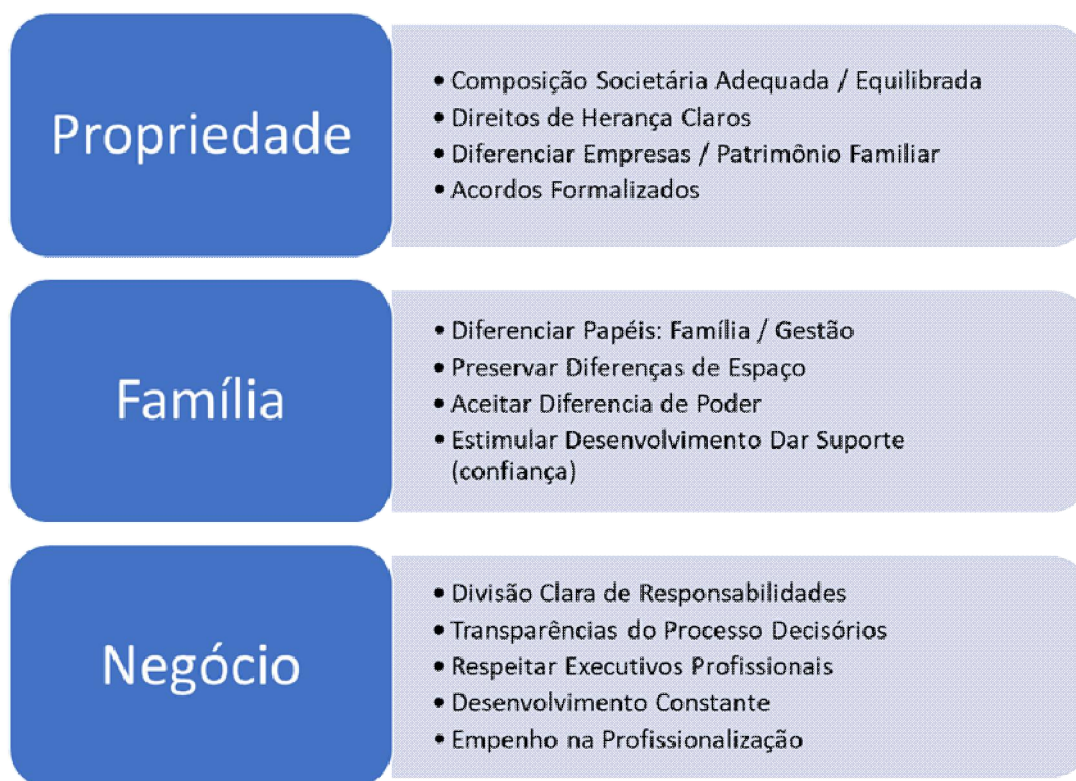 Propriedade
• Composição Societária Adequada / Equilibrada
• Direitos de Herança Claros
• Diferenciar Empresas / Patrimônio Familiar
• Acordos Formalizados
Família
• Diferenciar Papéis: Família / Gestão
• Preservar Diferenças de Espaço
• Aceitar Diferencia de Poder
• Estimular Desenvolvimento Dar Suporte
(confiança)
Negócio
• Divisão Clara de Responsabilidades
• Transparências do Processo Decisórios
• Respeitar Executivos Profissionais
• Desenvolvimento Constante
• Empenho na Profissionalização